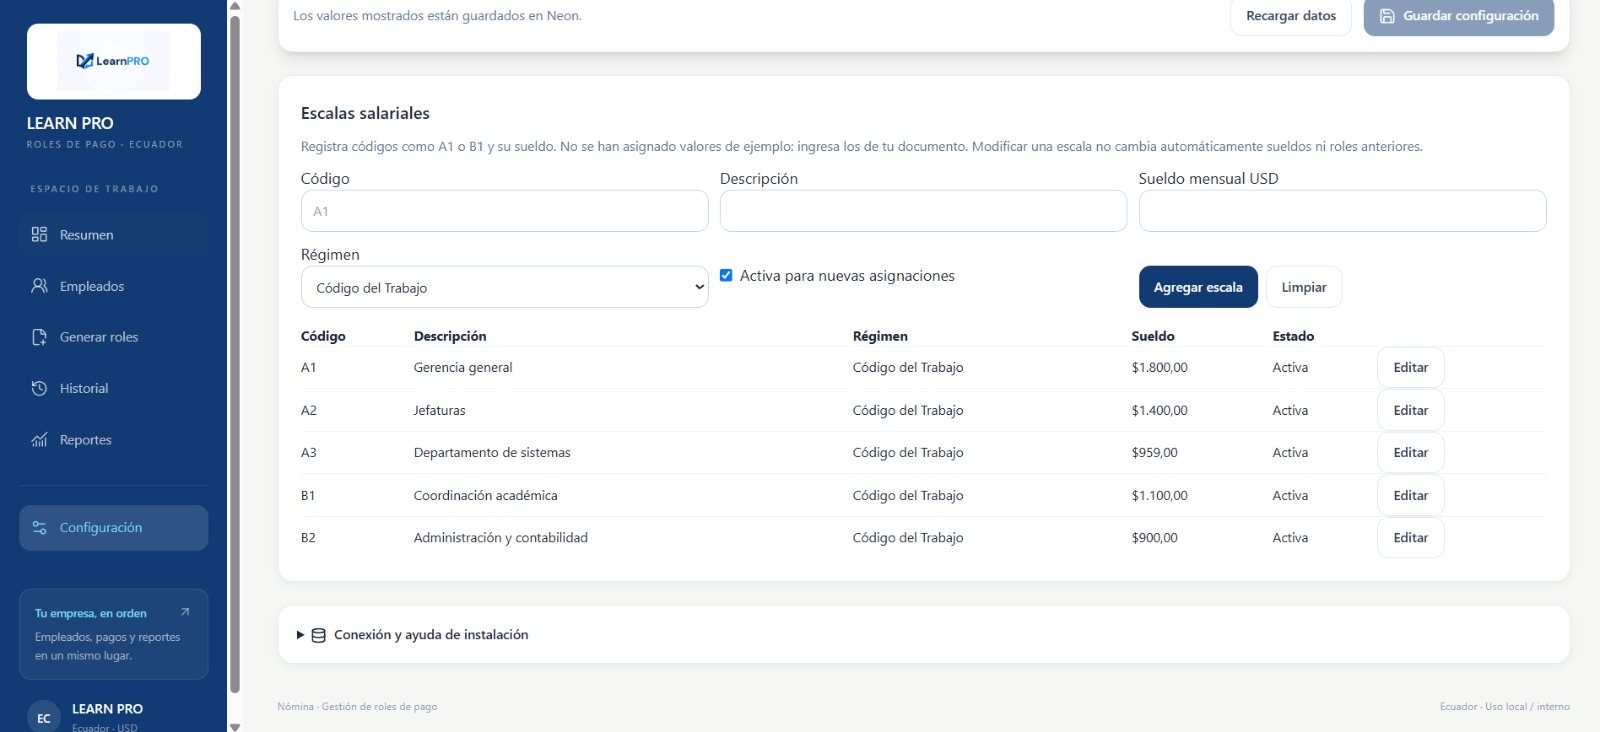 LearnPRO
LEARN PRO
ROLES DE PAGO · ECUADOR
ESPACIO DE TRABAJO
Resumen
Empleados
Generar roles
Historial
Reportes
Configuración
Tu empresa, en orden
Empleados, pagos y reportes
en un mismo lugar.
EC
LEARN PRO
Ecuador · USD
Los valores mostrados están guardados en Neon.
Recargar datos
Guardar configuración
Escalas salariales
Registra códigos como A1 o B1 y su sueldo. No se han asignado valores de ejemplo: ingresa los de tu documento. Modificar una escala no cambia automáticamente sueldos ni roles anteriores.
Código Descripción Sueldo mensual USD
A1
Régimen
Código del Trabajo
Activa para nuevas asignaciones
Agregar escala
Limpiar
Código Descripción Régimen Sueldo Estado
A1 Gerencia general Código del Trabajo $1.800,00 Activa Editar
A2 Jefaturas Código del Trabajo $1.400,00 Activa Editar
A3 Departamento de sistemas Código del Trabajo $959,00 Activa Editar
B1 Coordinación académica Código del Trabajo $1.100,00 Activa Editar
B2 Administración y contabilidad Código del Trabajo $900,00 Activa Editar
Conexión y ayuda de instalación
Nómina · Gestión de roles de pago
Ecuador · Uso local / interno